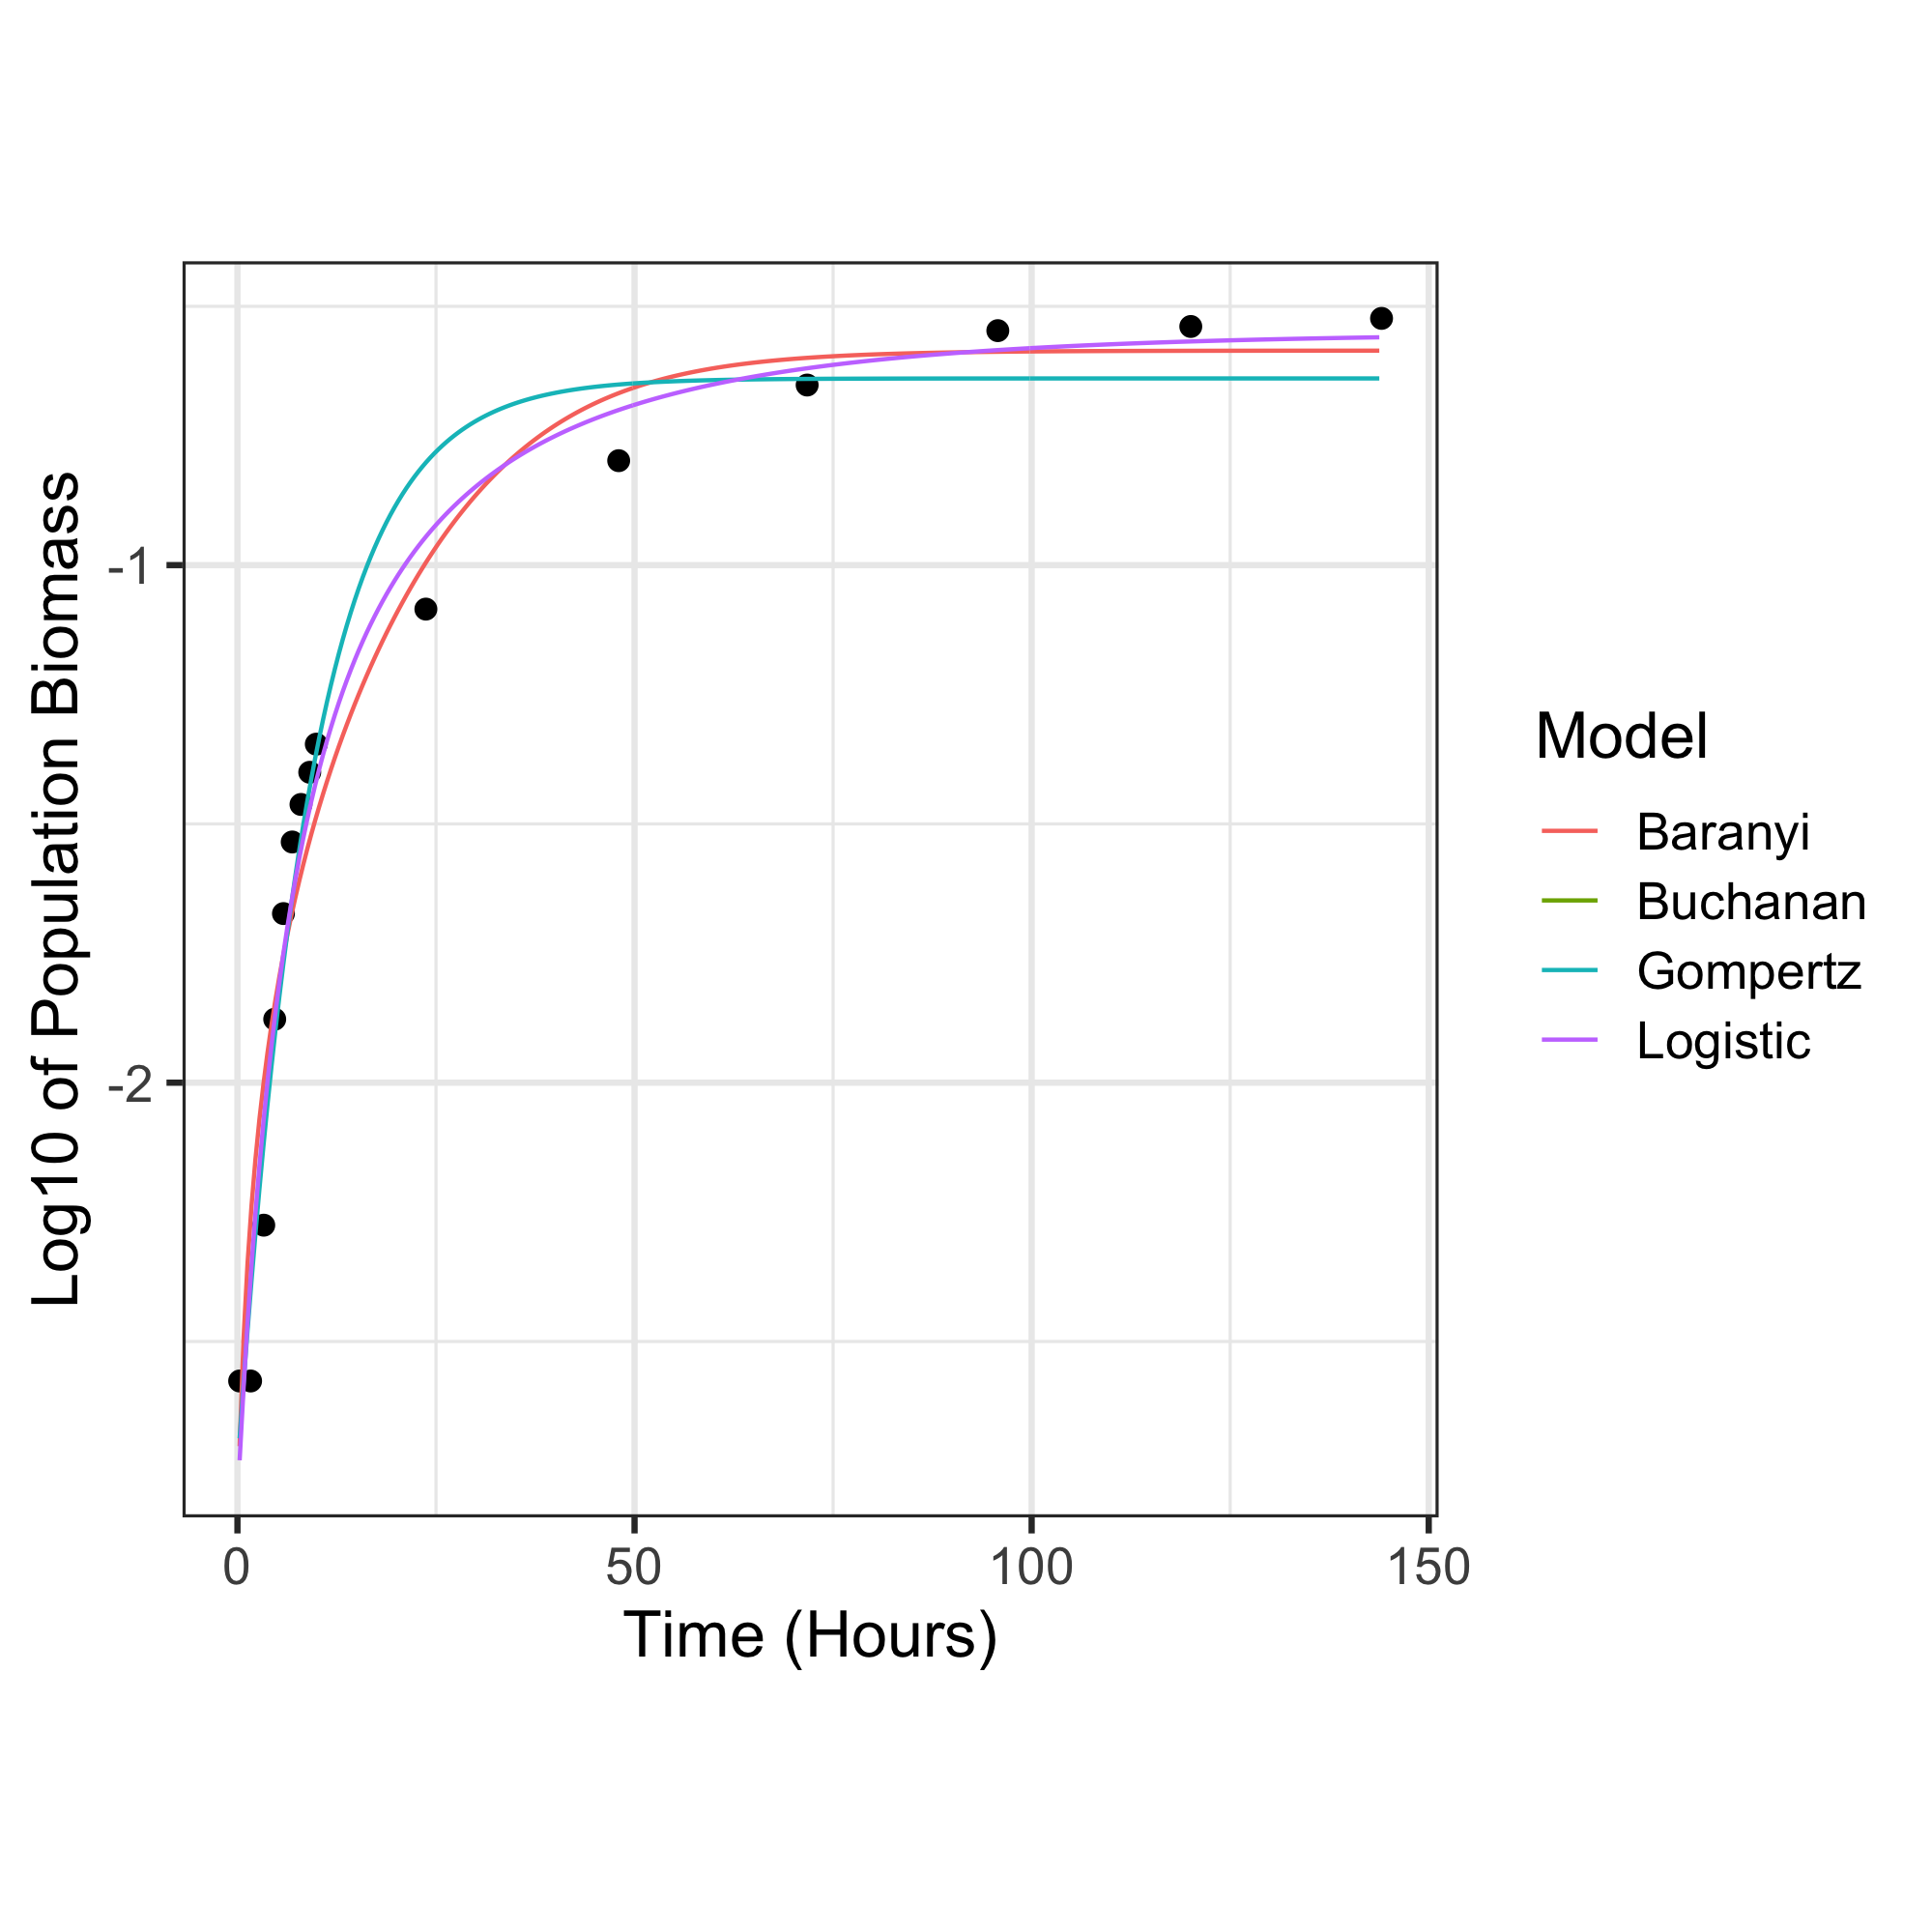 Log10 of Population Biomass
-1
-2
0 50 100 150
Time (Hours)
Model
Baranyi
Buchanan
Gompertz
Logistic